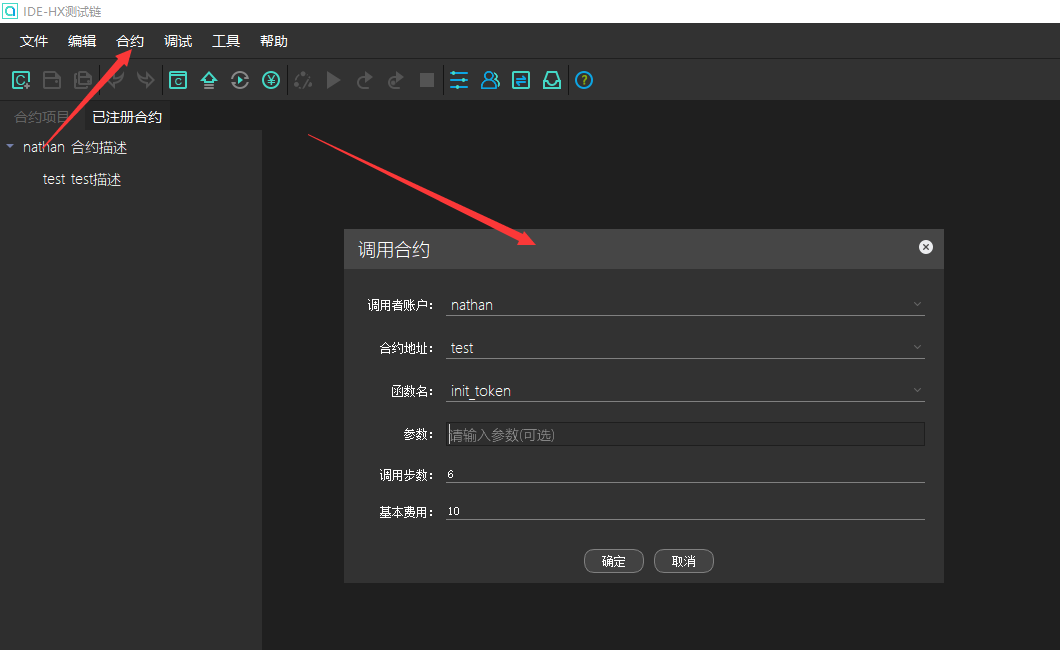 IDE-HX测试链
文件 编辑 合约 调试 工具 帮助
合约项目 已注册合约
nathan 合约描述
test test描述
调用合约
调用者账户: nathan
合约地址: test
函数名: init_token
参数: 请输入参数(可选)
调用步数: 6
基本费用: 10
确定 取消